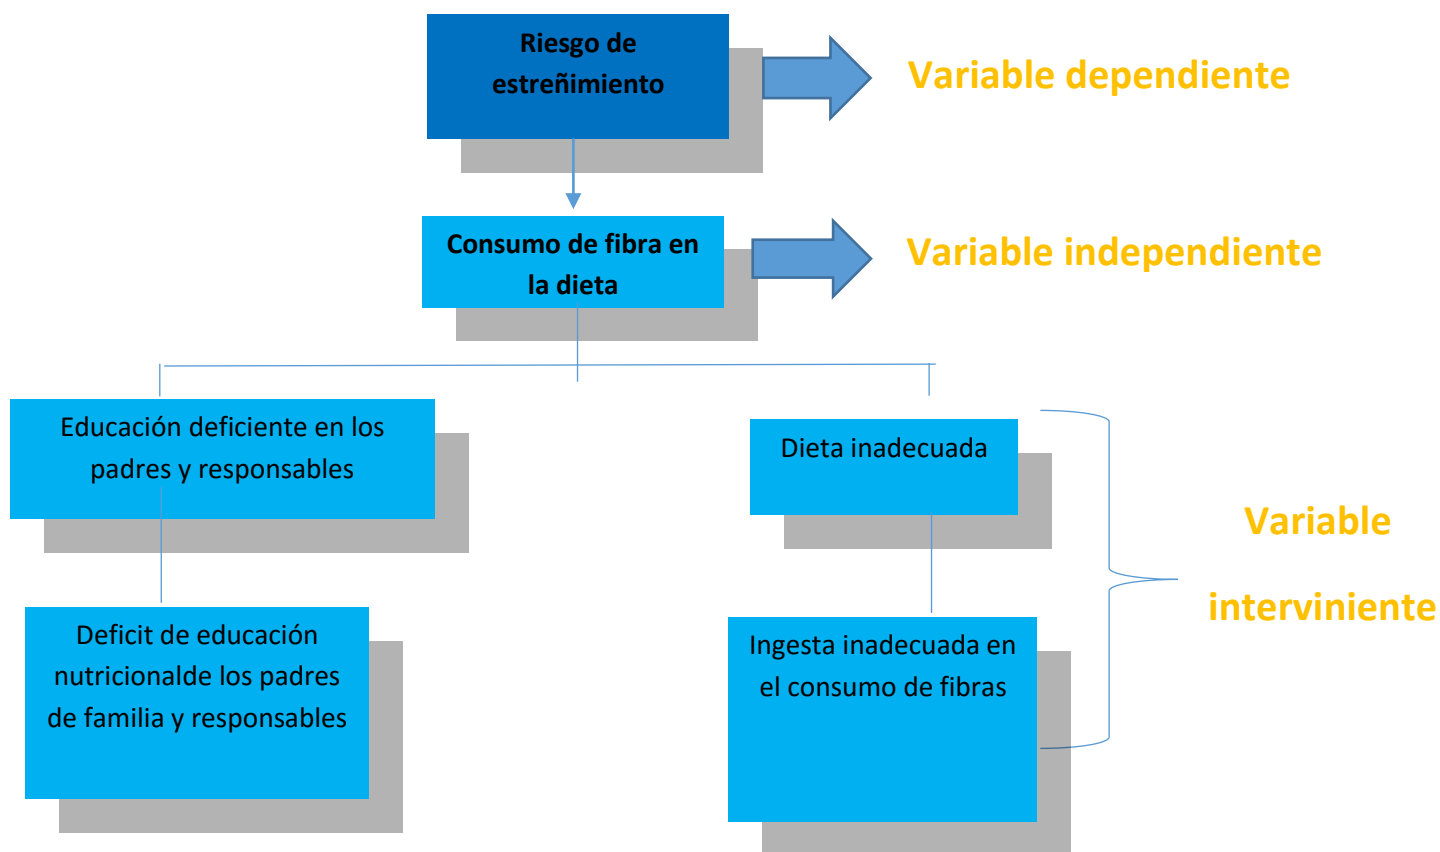 Riesgo de
estreñimiento
Variable dependiente
Consumo de fibra en
la dieta
Variable independiente
Educación deficiente en los
padres y responsables
Dieta inadecuada
Variable
interviniente
Deficit de educación
nutricionalde los padres
de familia y responsables
Ingesta inadecuada en
el consumo de fibras